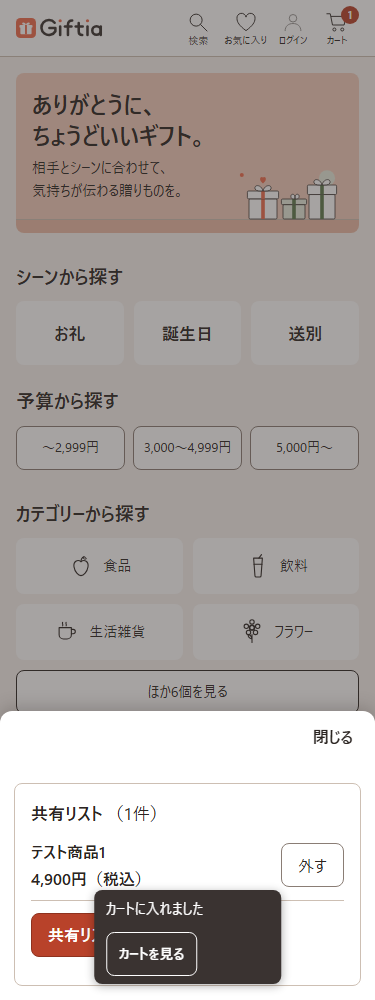 Giftia
1
検索
お気に入り
ログイン
カート
ありがとうに、
ちょうどいいギフト。
相手とシーンに合わせて、
気持ちが伝わる贈りものを。
シーンから探す
お礼
誕生日
送別
予算から探す
〜2,999円
3,000〜4,999円
5,000円〜
カテゴリーから探す
食品
飲料
生活雑貨
フラワー
ほか6個を見る
閉じる
共有リスト（1件）
テスト商品1
4,900円（税込）
外す
共有リ
カートに入れました
カートを見る